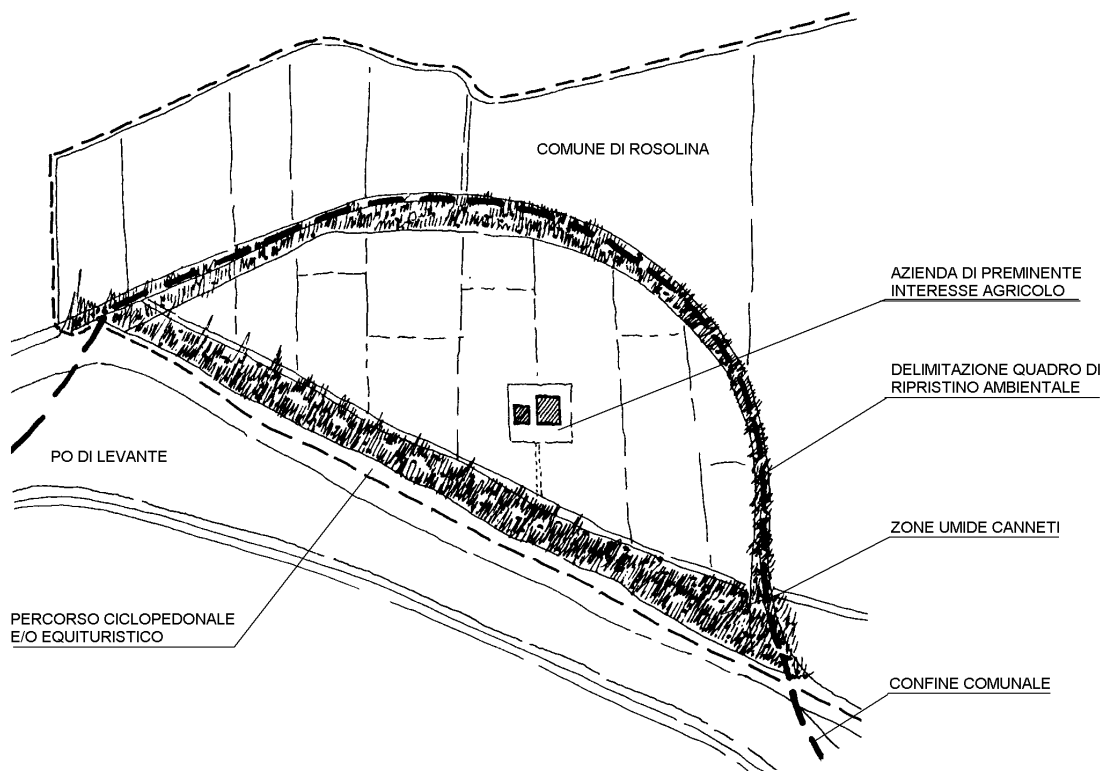 COMUNE DI ROSOLINA
AZIENDA DI PREMINENTE
INTERESSE AGRICOLO
DELIMITAZIONE QUADRO DI
RIPRISTINO AMBIENTALE
PO DI LEVANTE
ZONE UMIDE CANNETI
PERCORSO CICLOPEDONALE
E/O EQUITURISTICO
CONFINE COMUNALE